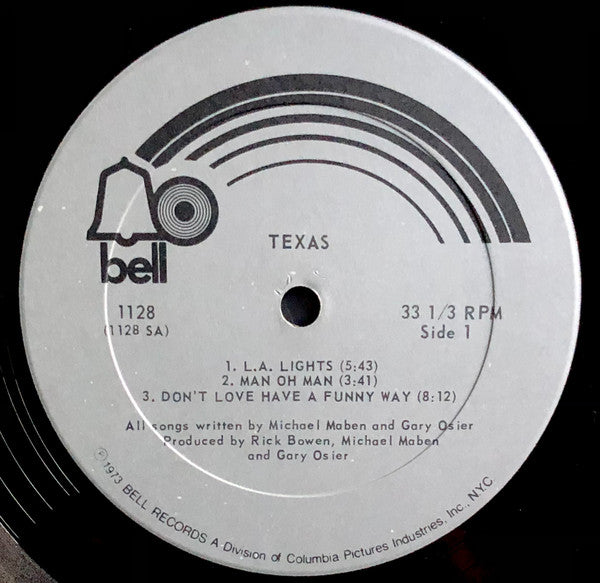 bell
TEXAS
1128
(1128 SA)
33 1/3 RPM
Side 1
1. L.A. LIGHTS (5:43)
2. MAN OH MAN (3:41)
3. DON'T LOVE HAVE A FUNNY WAY (8:12)
All songs written by Michael Maben and Gary Osier
Produced by Rick Bowen, Michael Maben
and Gary Osier
℗1973 BELL RECORDS A Division of Columbia Pictures Industries, Inc., N.Y.C